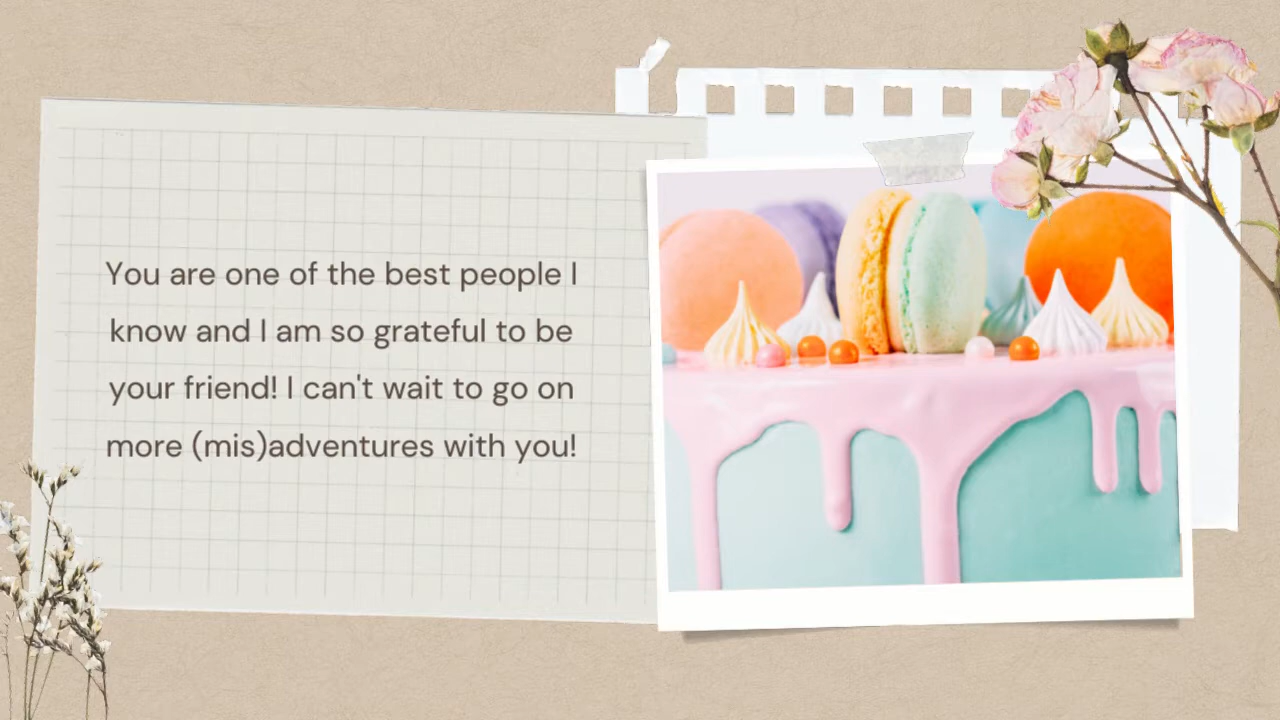 You are one of the best people I
know and I am so grateful to be
your friend! I can't wait to go on
more (mis)adventures with you!